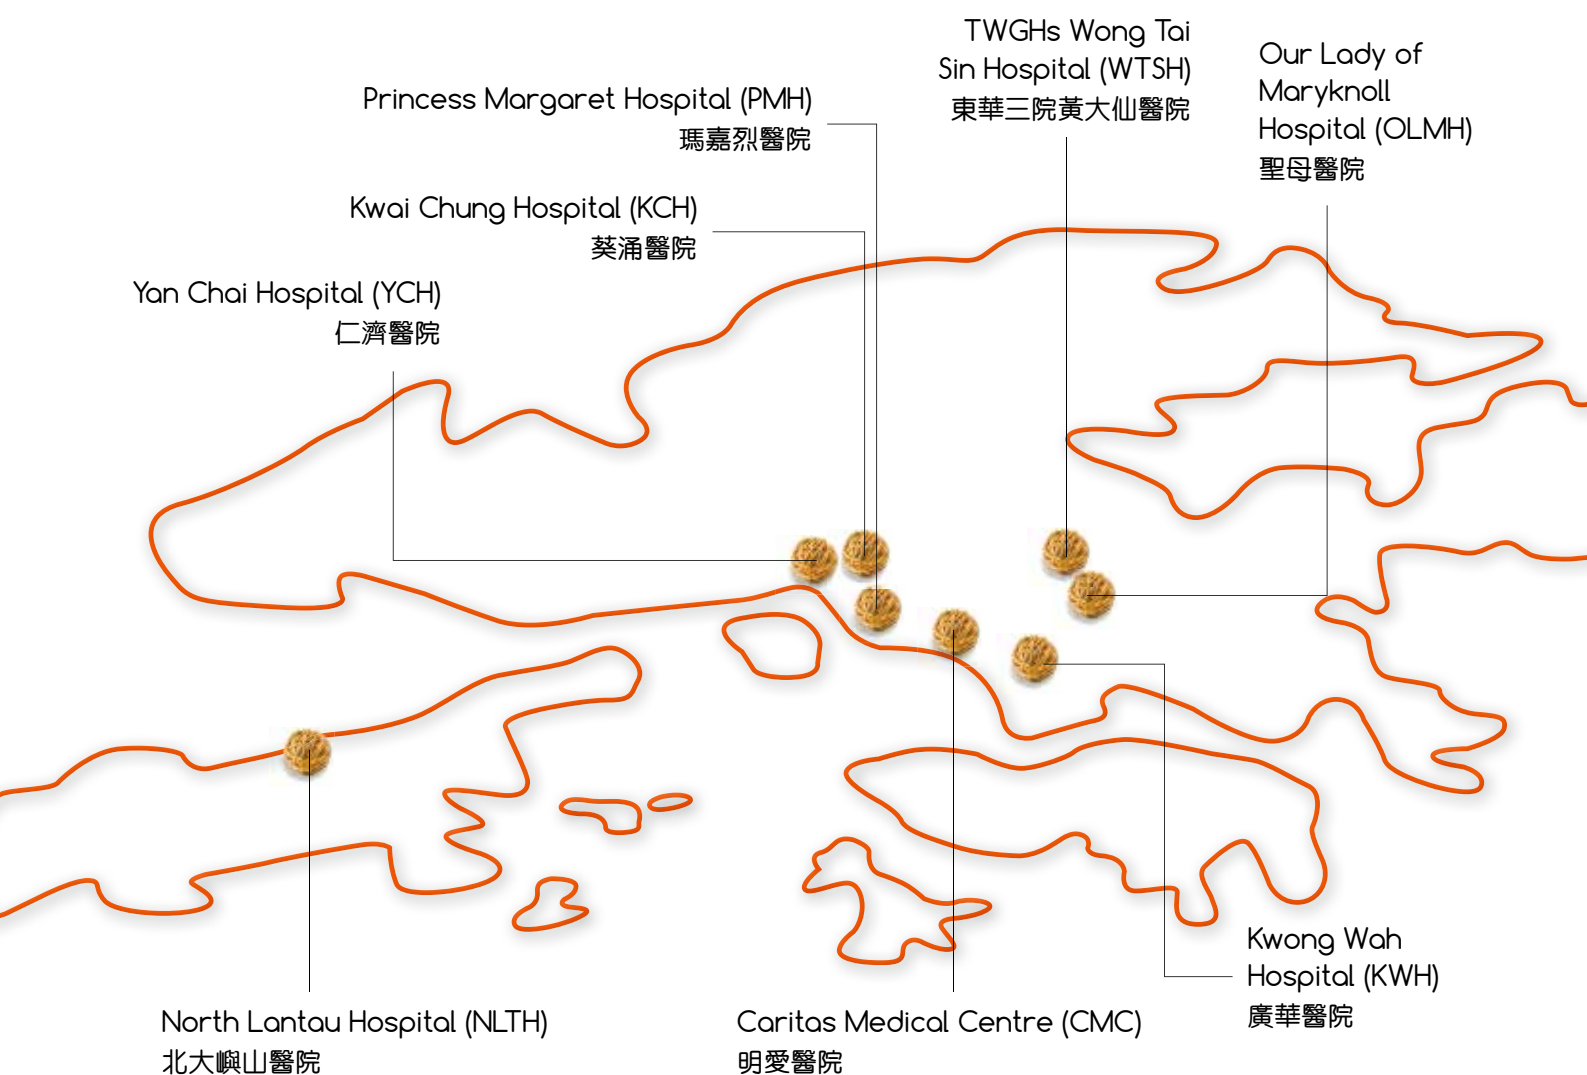 TWGHs Wong Tai
Sin Hospital (WTSH)
東華三院黃大仙醫院
Our Lady of
Maryknoll
Hospital (OLMH)
聖母醫院
Princess Margaret Hospital (PMH)
瑪嘉烈醫院
Kwai Chung Hospital (KCH)
葵涌醫院
Yan Chai Hospital (YCH)
仁濟醫院
Kwong Wah
Hospital (KWH)
廣華醫院
North Lantau Hospital (NLTH)
北大嶼山醫院
Caritas Medical Centre (CMC)
明愛醫院